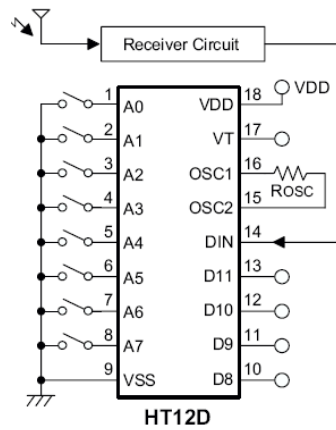 Receiver Circuit
VDD
1 A0 VDD 18
2 A1 VT 17
3 A2 OSC1 16
ROSC
4 A3 OSC2 15
5 A4 DIN 14
6 A5 D11 13
7 A6 D10 12
8 A7 D9 11
9 VSS D8 10
HT12D